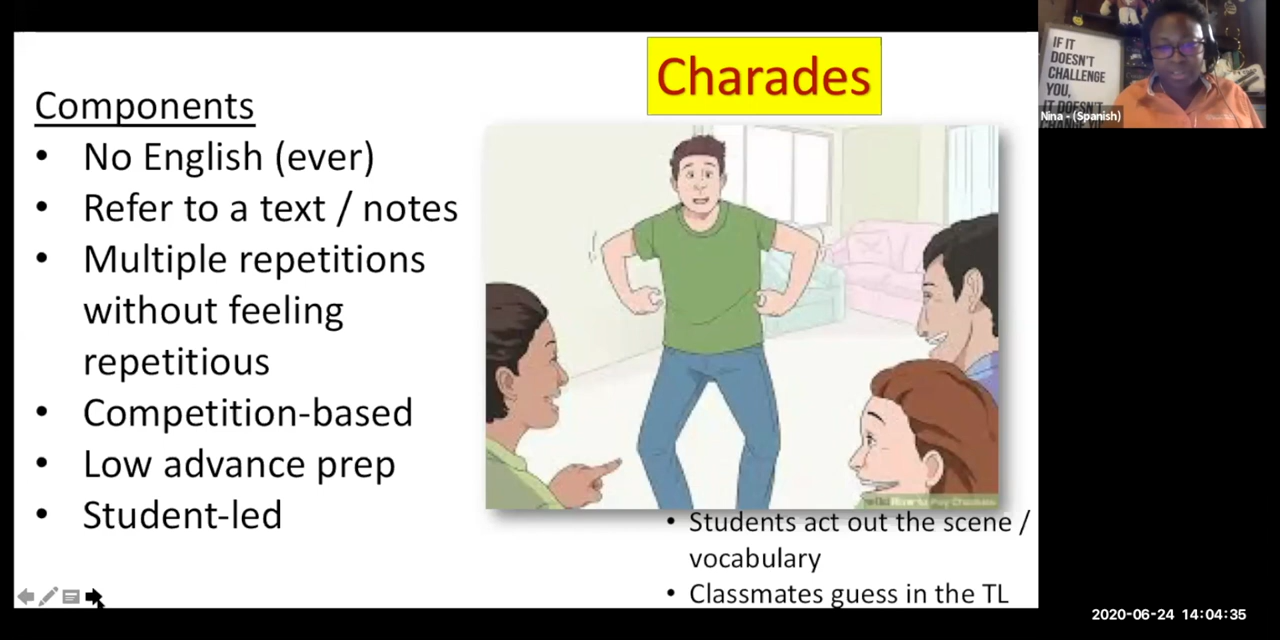 Components
• No English (ever)
• Refer to a text / notes
• Multiple repetitions
without feeling
repetitious
• Competition-based
• Low advance prep
• Student-led
Charades
• Students act out the scene /
vocabulary
• Classmates guess in the TL
IF IT
DOESN'T
CHALLENGE
YOU,
IT DOESN'T
Nina - (Spanish)
2020-06-24 14:04:35